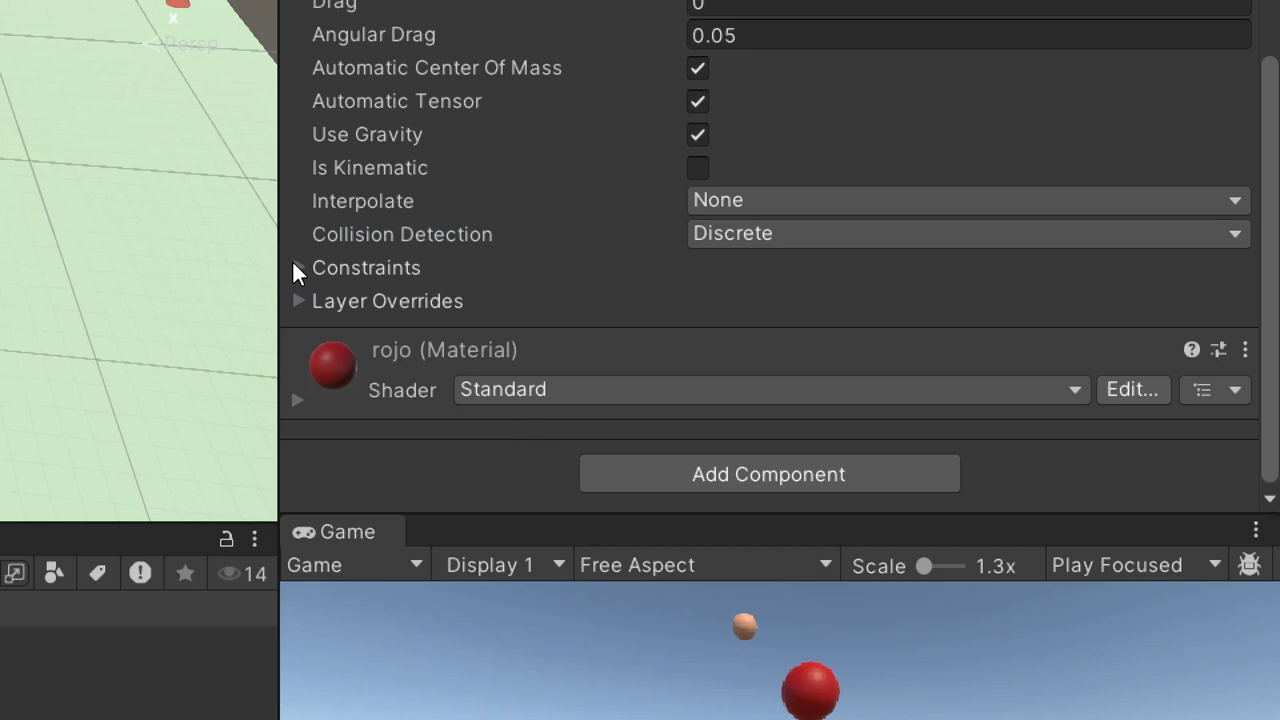 Drag 0
x
< Persp
Angular Drag 0.05
Automatic Center Of Mass
Automatic Tensor
Use Gravity
Is Kinematic
Interpolate None
Collision Detection Discrete
Constraints
Layer Overrides
rojo (Material)
Shader Standard Edit...
Add Component
Game
14 Game Display 1 Free Aspect Scale 1.3x Play Focused